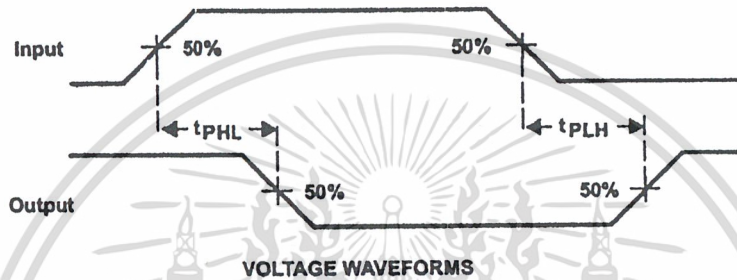 Input
50%
50%
tPHL
tPLH
Output
50%
50%
VOLTAGE WAVEFORMS